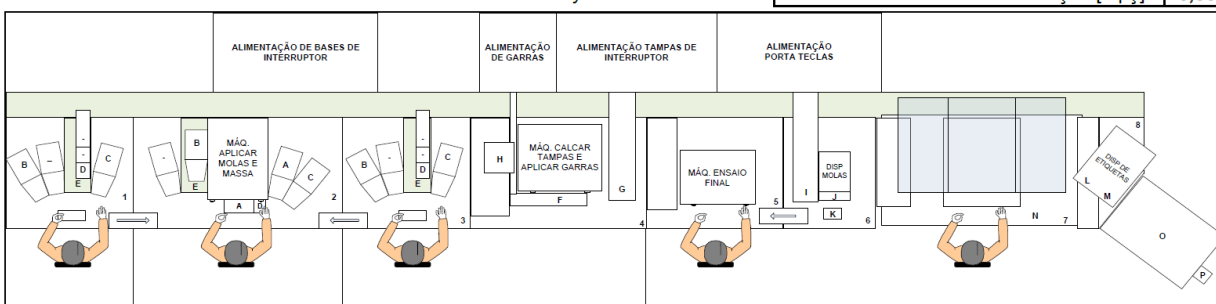 ALIMENTAÇÃO DE BASES DE
INTERRUPTOR
ALIMENTAÇÃO
DE GARRAS
ALIMENTAÇÃO TAMPAS DE
INTERRUPTOR
ALIMENTAÇÃO
PORTA TECLAS
B
–
-
-
D
E
C
1
-
B
E
MÁQ.
APLICAR
MOLAS E
MASSA
A
D
A
C
2
B
-
-
-
D
E
C
3
H
MÁQ. CALCAR
TAMPAS E
APLICAR GARRAS
F
G
4
MÁQ. ENSAIO
FINAL
5
I
DISP
MOLAS
J
K
6
N
7
8
DISP DE
ETIQUETAS
L
M
O
P